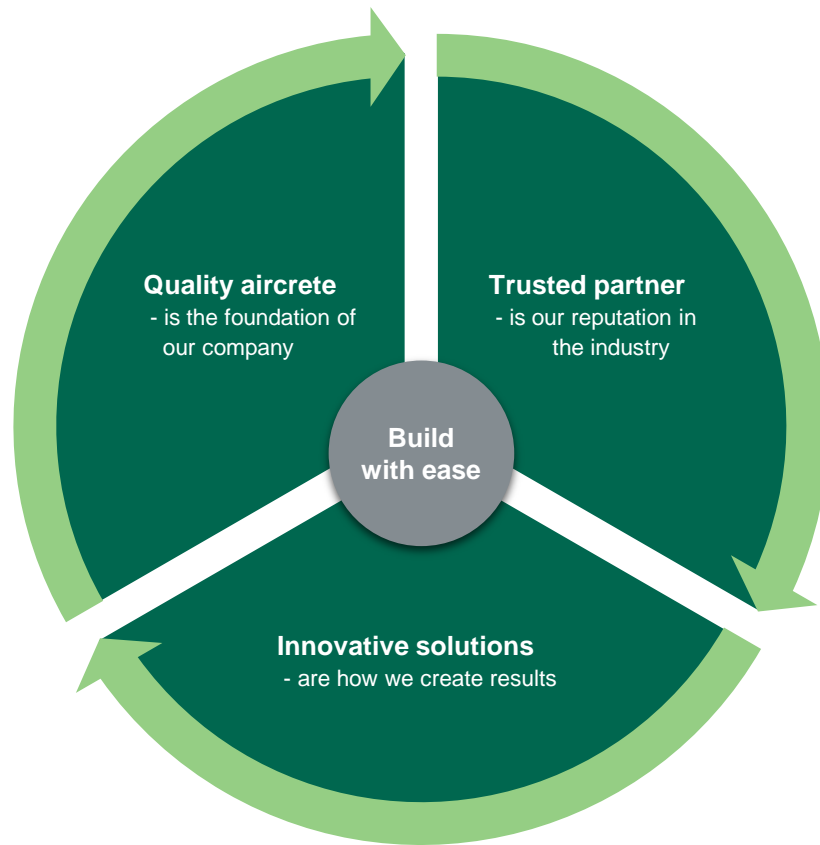 Quality aircrete
- is the foundation of
our company
Trusted partner
- is our reputation in
the industry
Build
with ease
Innovative solutions
- are how we create results